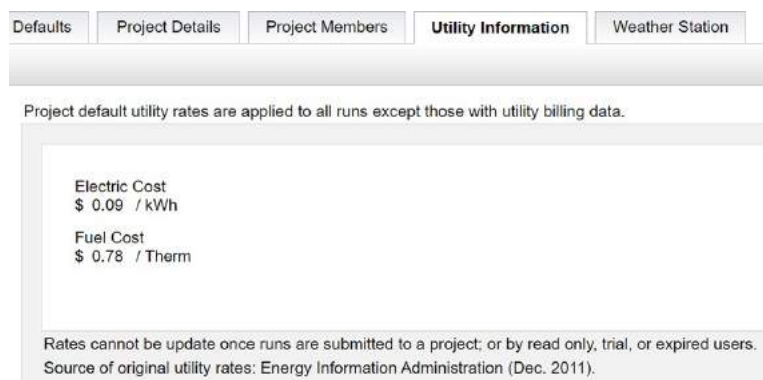 Defaults Project Details Project Members Utility Information Weather Station
Project default utility rates are applied to all runs except those with utility billing data.
Electric Cost
$ 0.09 / kWh
Fuel Cost
$ 0.78 / Therm
Rates cannot be update once runs are submitted to a project; or by read only, trial, or expired users.
Source of original utility rates: Energy Information Administration (Dec. 2011).